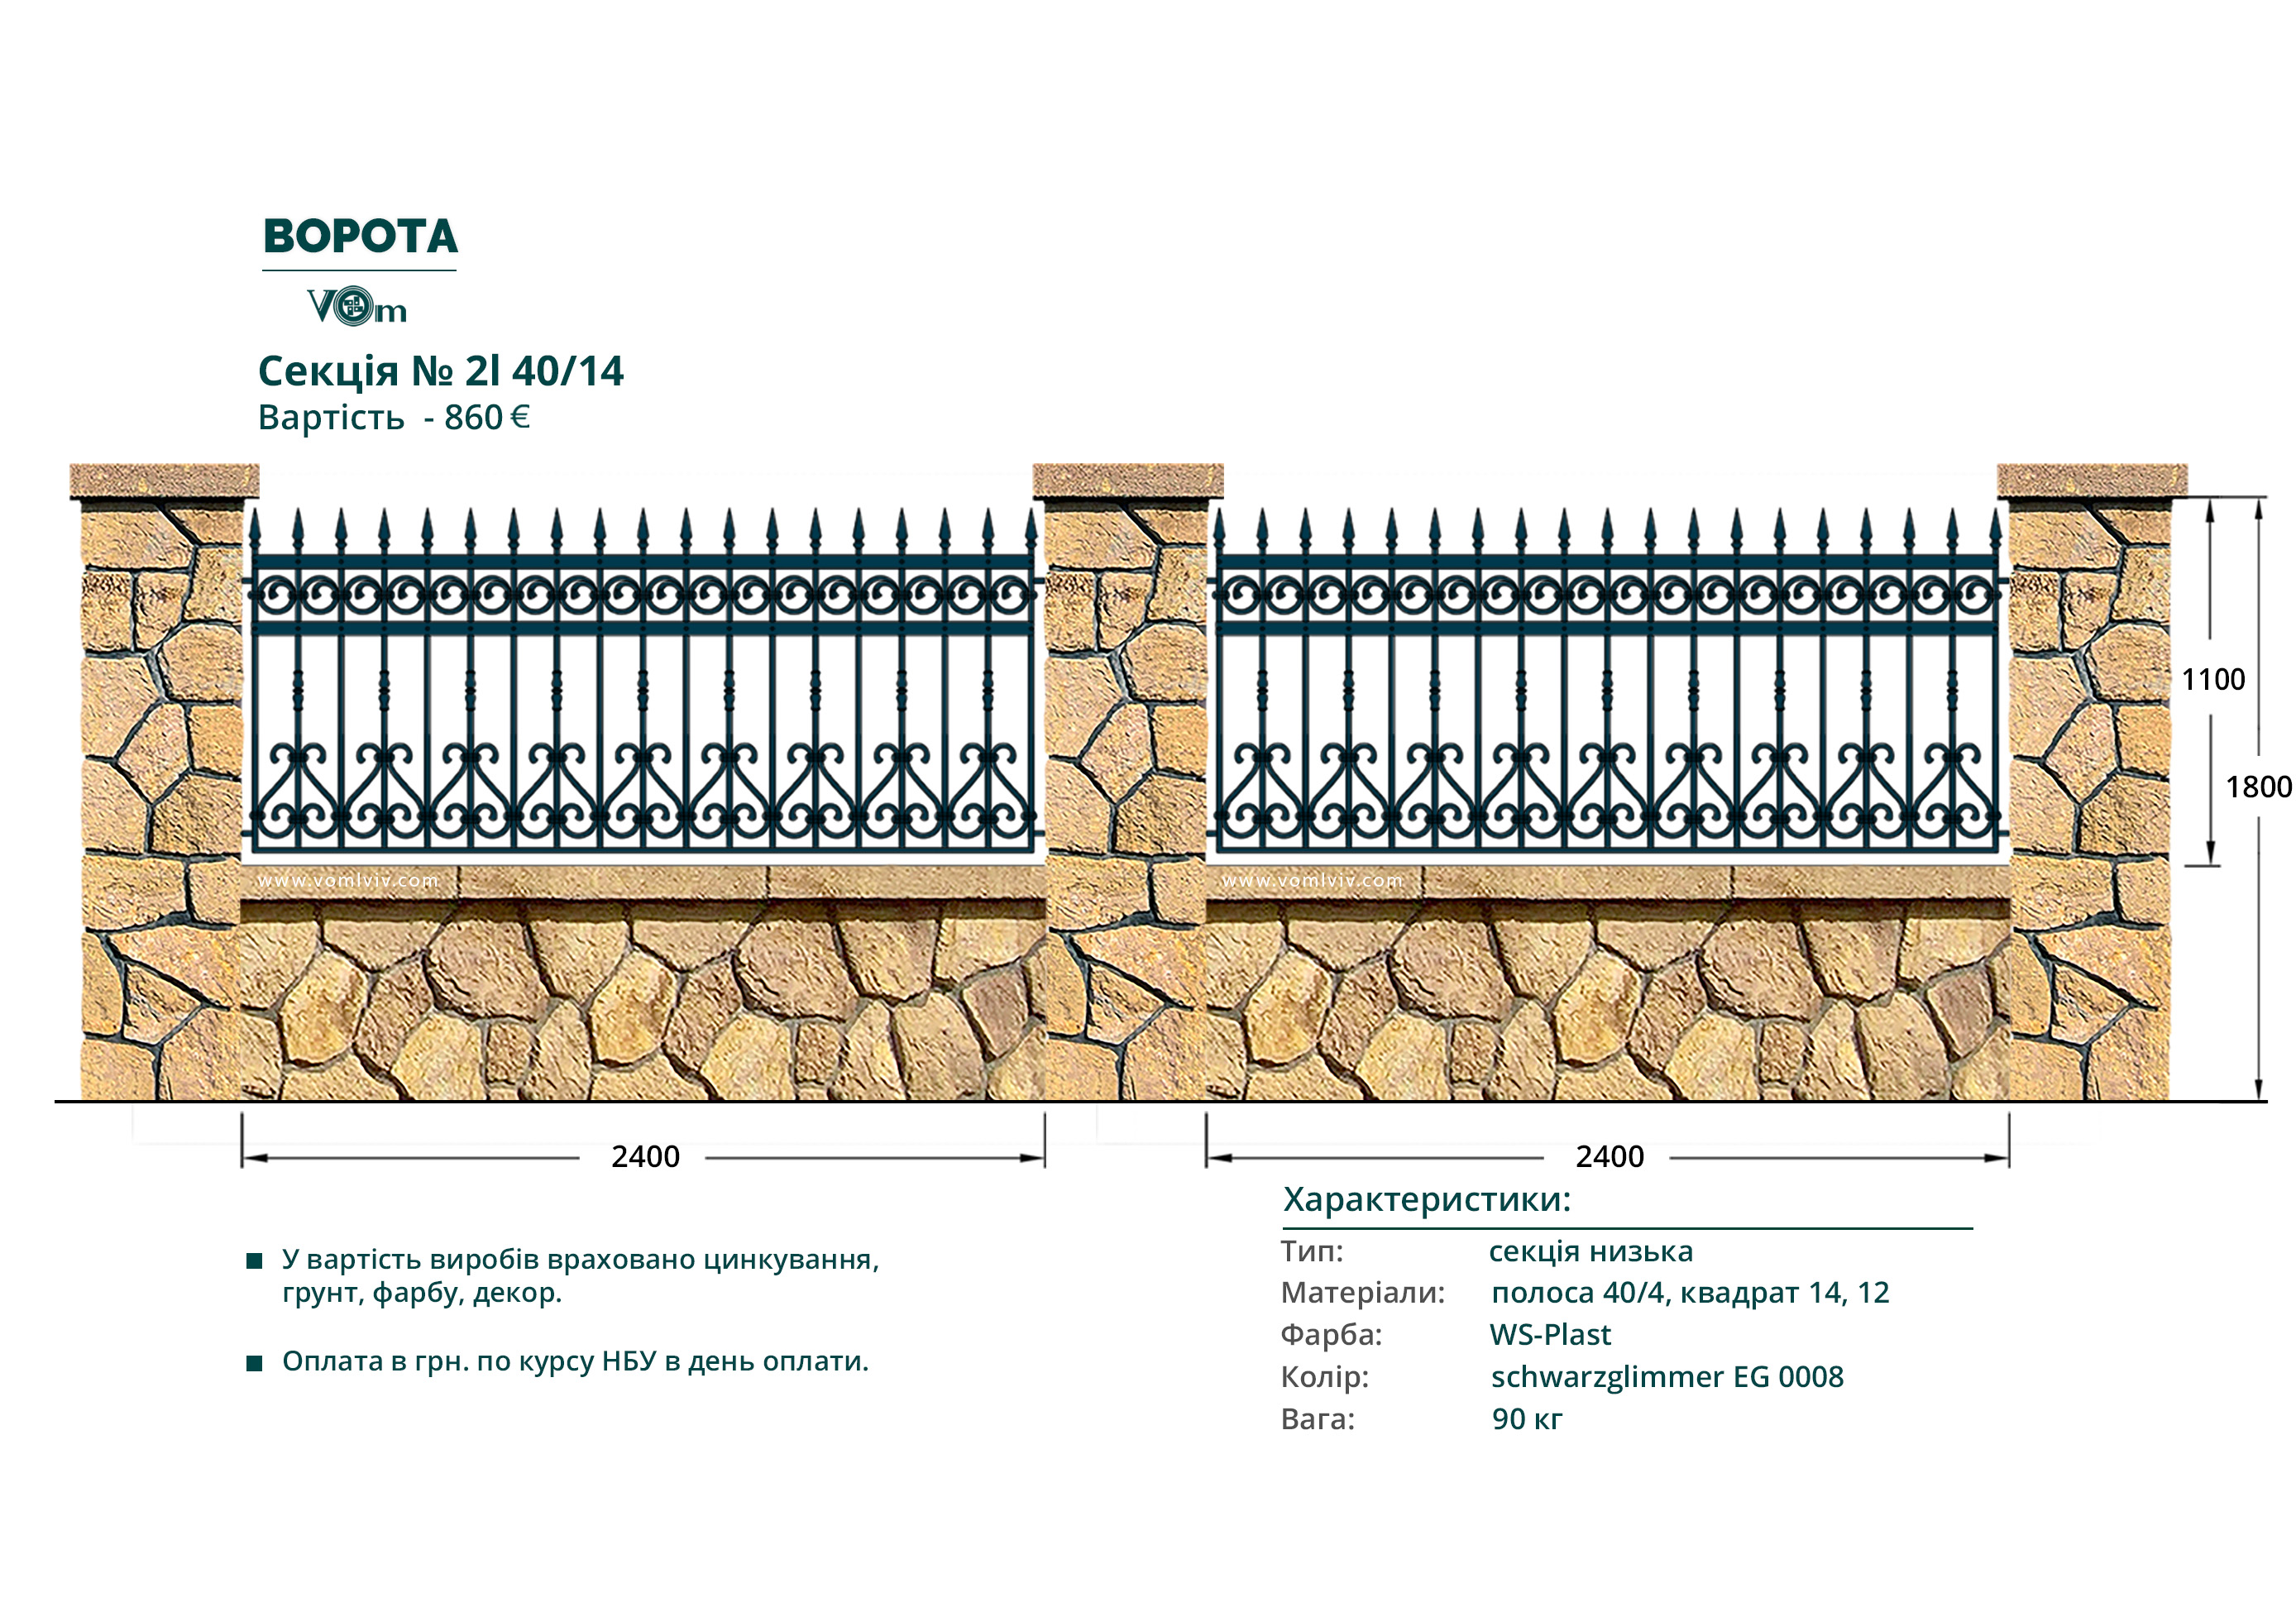 ВОРОТА
VOm
Секція № 2l 40/14
Вартість - 860 €
1100
1800
www.vomlviv.com
www.vomlviv.com
2400
2400
Характеристики:
Тип: секція низька
Матеріали: полоса 40/4, квадрат 14, 12
Фарба: WS-Plast
Колір: schwarzglimmer EG 0008
Вага: 90 кг
У вартість виробів враховано цинкування,
грунт, фарбу, декор.
Оплата в грн. по курсу НБУ в день оплати.